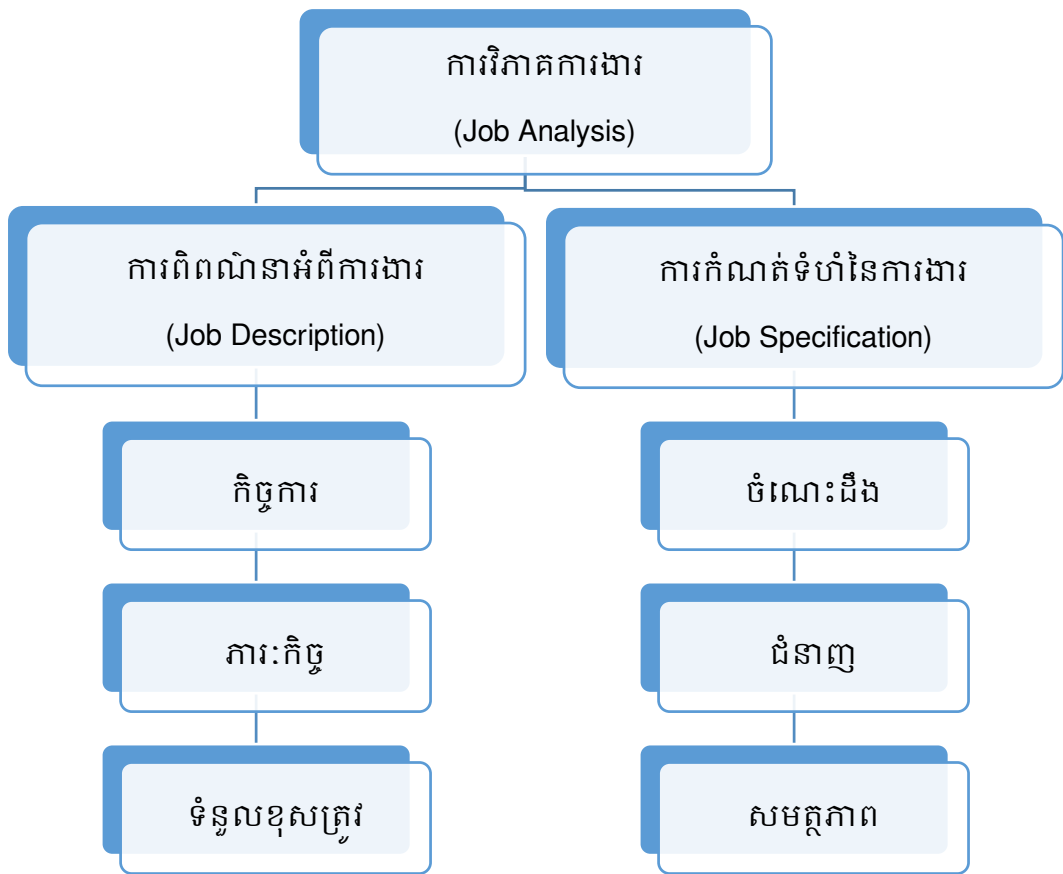 ការវិភាគការងារ
(Job Analysis)
ការពិពណ៌នាអំពីការងារ
(Job Description)
ការកំណត់ទំហំនៃការងារ
(Job Specification)
កិច្ចការ
ចំណេះដឹង
ភារៈកិច្ច
ជំនាញ
ទំនួលខុសត្រូវ
សមត្ថភាព